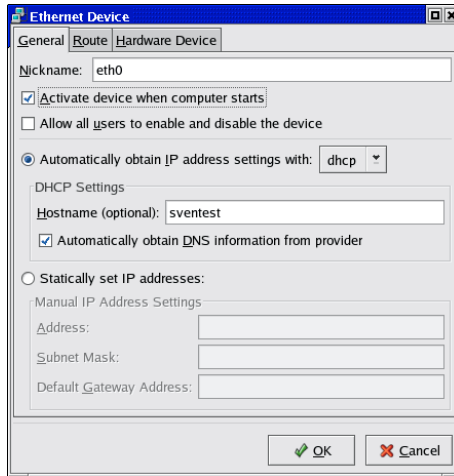 Ethernet Device
General Route Hardware Device
Nickname: eth0
Activate device when computer starts
Allow all users to enable and disable the device
Automatically obtain IP address settings with: dhcp
DHCP Settings
Hostname (optional): sventest
Automatically obtain DNS information from provider
Statically set IP addresses:
Manual IP Address Settings
Address:
Subnet Mask:
Default Gateway Address:
OK Cancel